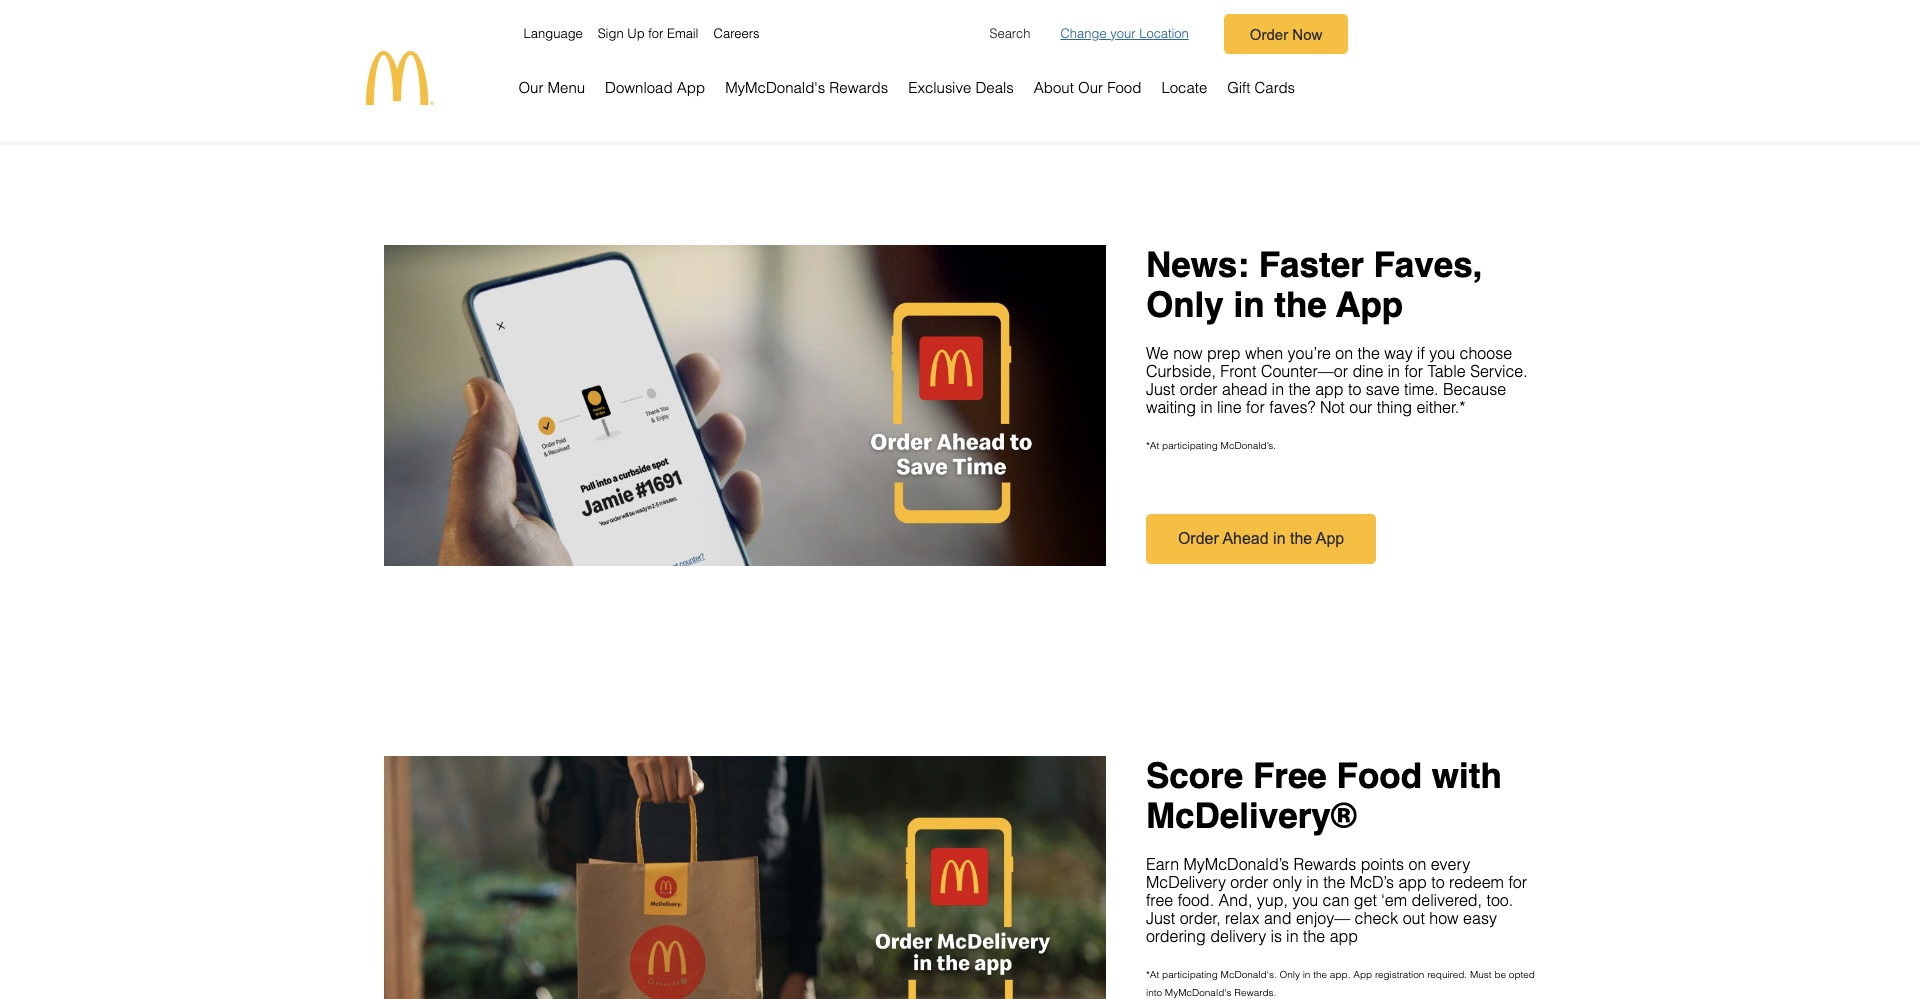 Language Sign Up for Email Careers Search Change your Location Order Now
Our Menu Download App MyMcDonald's Rewards Exclusive Deals About Our Food Locate Gift Cards
Order Paid
& Received
Mobile
Order
Thank You
& Enjoy
Pull into a curbside spot
Jamie #1691
Your order will be ready in 2-5 minutes.
counter?
Order Ahead to
Save Time
News: Faster Faves,
Only in the App
We now prep when you’re on the way if you choose
Curbside, Front Counter—or dine in for Table Service.
Just order ahead in the app to save time. Because
waiting in line for faves? Not our thing either.*
*At participating McDonald’s.
Order Ahead in the App
McDelivery.
Order McDelivery
in the app
Score Free Food with
McDelivery®
Earn MyMcDonald’s Rewards points on every
McDelivery order only in the McD’s app to redeem for
free food. And, yup, you can get ‘em delivered, too.
Just order, relax and enjoy— check out how easy
ordering delivery is in the app
*At participating McDonald’s. Only in the app. App registration required. Must be opted
into MyMcDonald’s Rewards.